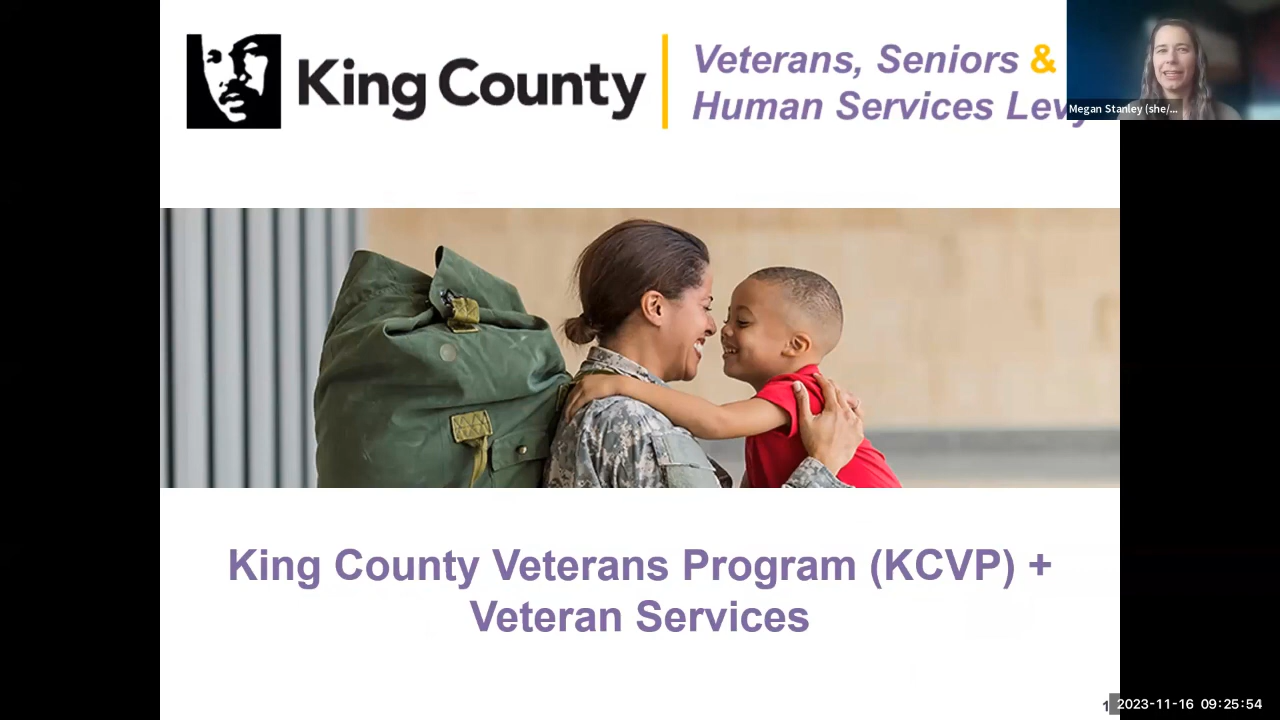 King County
Veterans, Seniors &
Human Services Levy
Megan Stanley (she/...
King County Veterans Program (KCVP) +
Veteran Services
1
2023-11-16 09:25:54